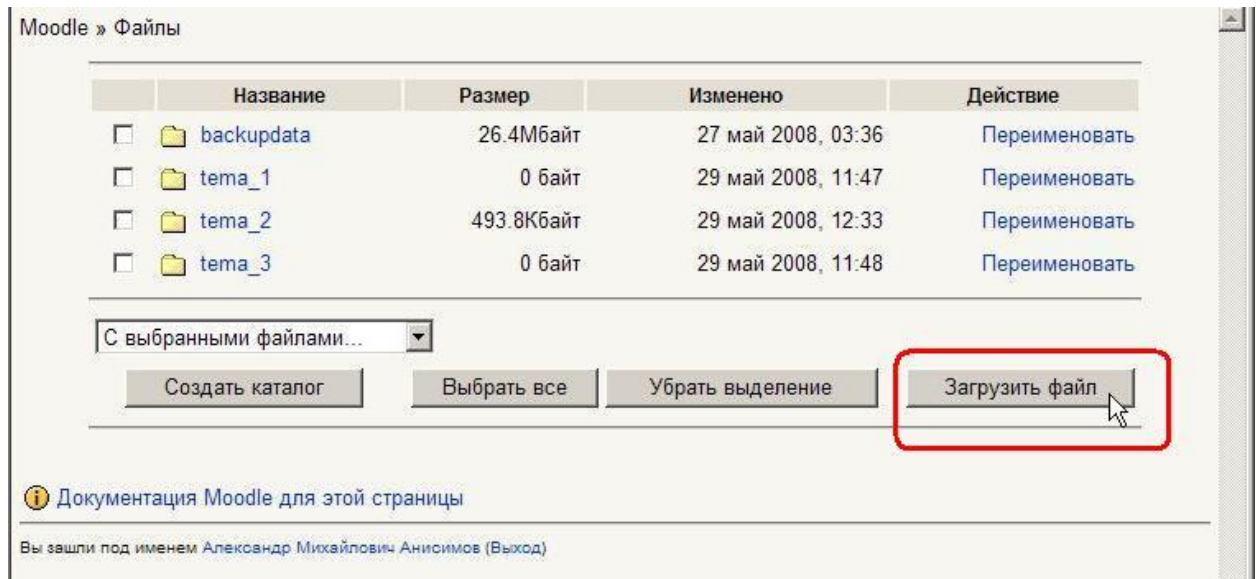 Moodle » Файлы
Название Размер Изменено Действие
backupdata 26.4Мбайт 27 май 2008, 03:36 Переименовать
tema_1 0 байт 29 май 2008, 11:47 Переименовать
tema_2 493.8Кбайт 29 май 2008, 12:33 Переименовать
tema_3 0 байт 29 май 2008, 11:48 Переименовать
С выбранными файлами...
Создать каталог Выбрать все Убрать выделение Загрузить файл
Документация Moodle для этой страницы
Вы зашли под именем Александр Михайлович Анисимов (Выход)